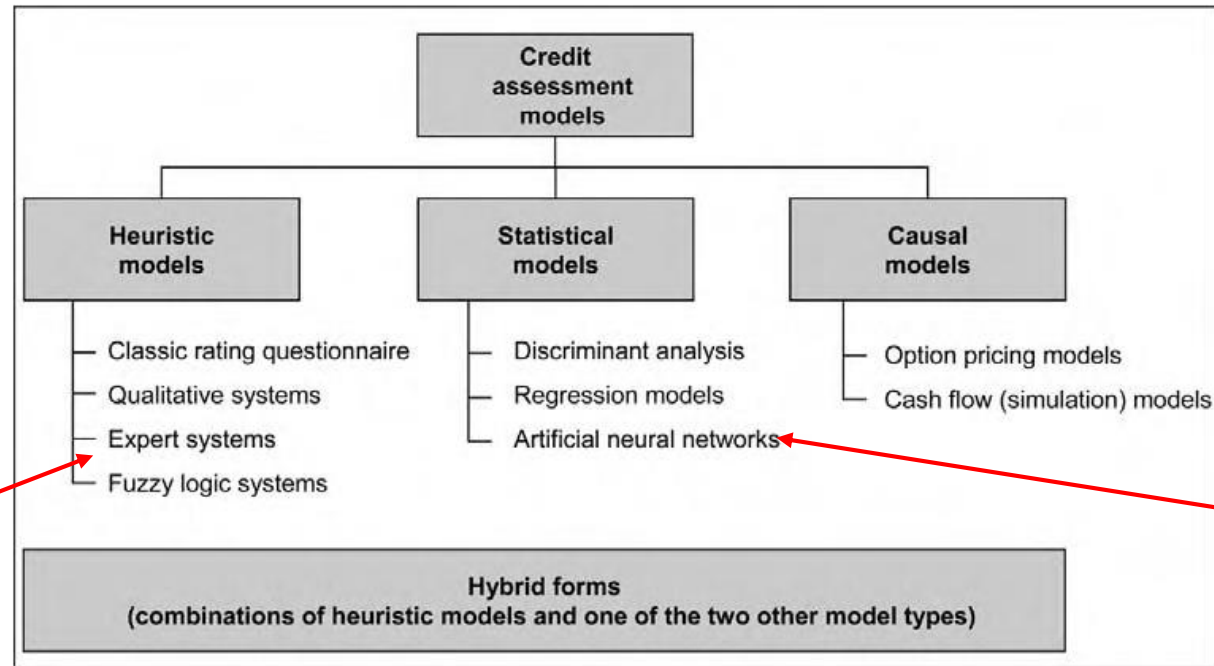 Credit
assessment
models
Heuristic
models
Statistical
models
Causal
models
Classic rating questionnaire
Qualitative systems
Expert systems
Fuzzy logic systems
Discriminant analysis
Regression models
Artificial neural networks
Option pricing models
Cash flow (simulation) models
Hybrid forms
(combinations of heuristic models and one of the two other model types)